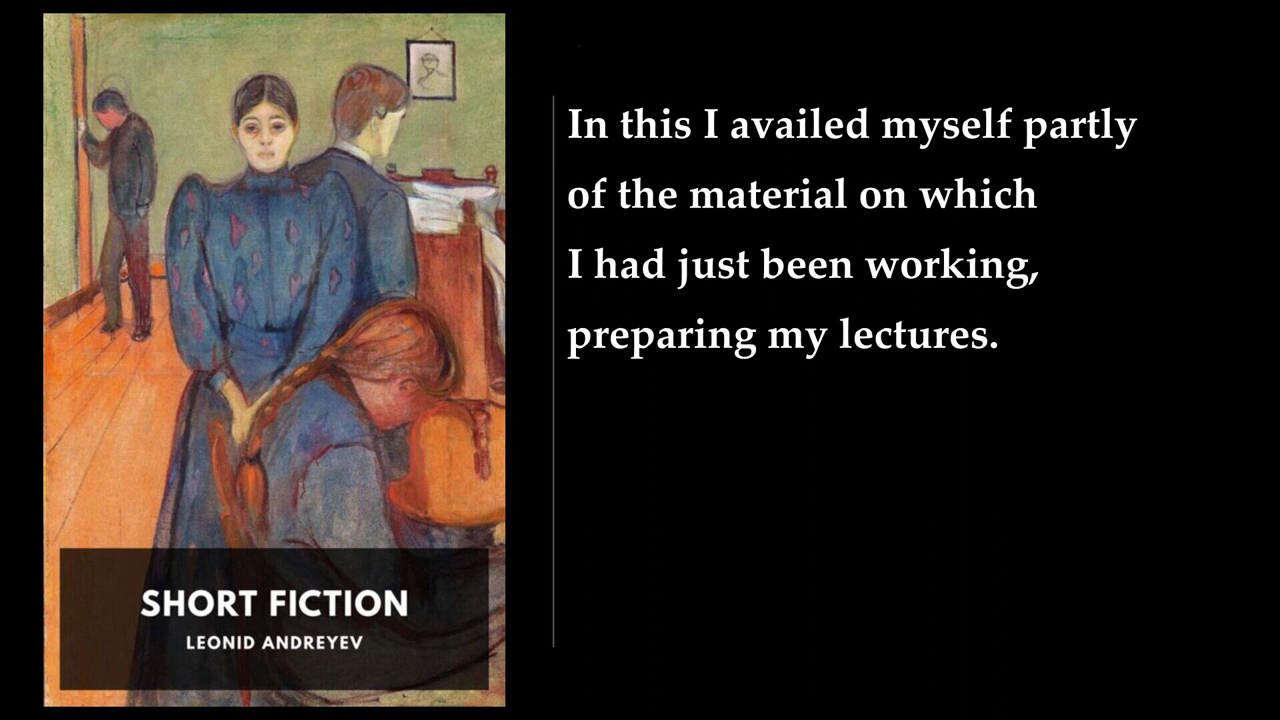 In this I availed myself partly
of the material on which
I had just been working,
preparing my lectures.
SHORT FICTION
LEONID ANDREYEV